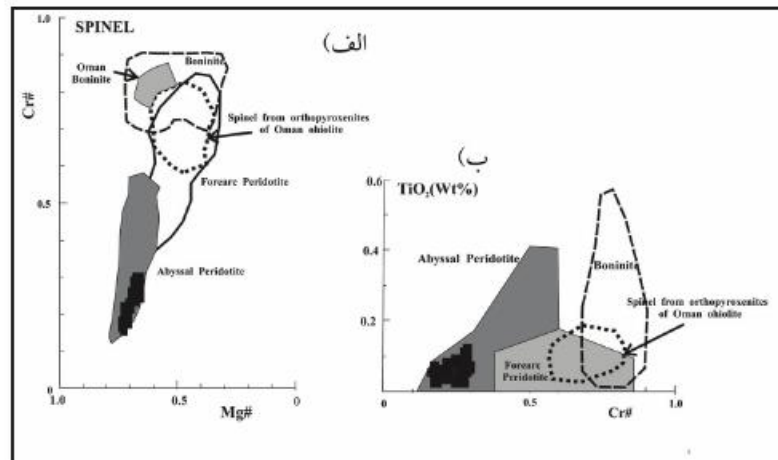 SPINEL
الف)
1.0
Oman
Boninite
Boninite
Cr#
Spinel from orthopyroxenites
of Oman ohiolite
ب)
Forearc Peridotite
TiO₂(Wt%)
0.6
0.5
Abyssal Peridotite
Boninite
0.4
Abyssal Peridotite
Spinel from orthopyroxenites
of Oman ohiolite
0.2
Forearc
Peridotite
0
1.0
0.5
0
Mg#
0
0.5
1.0
Cr#